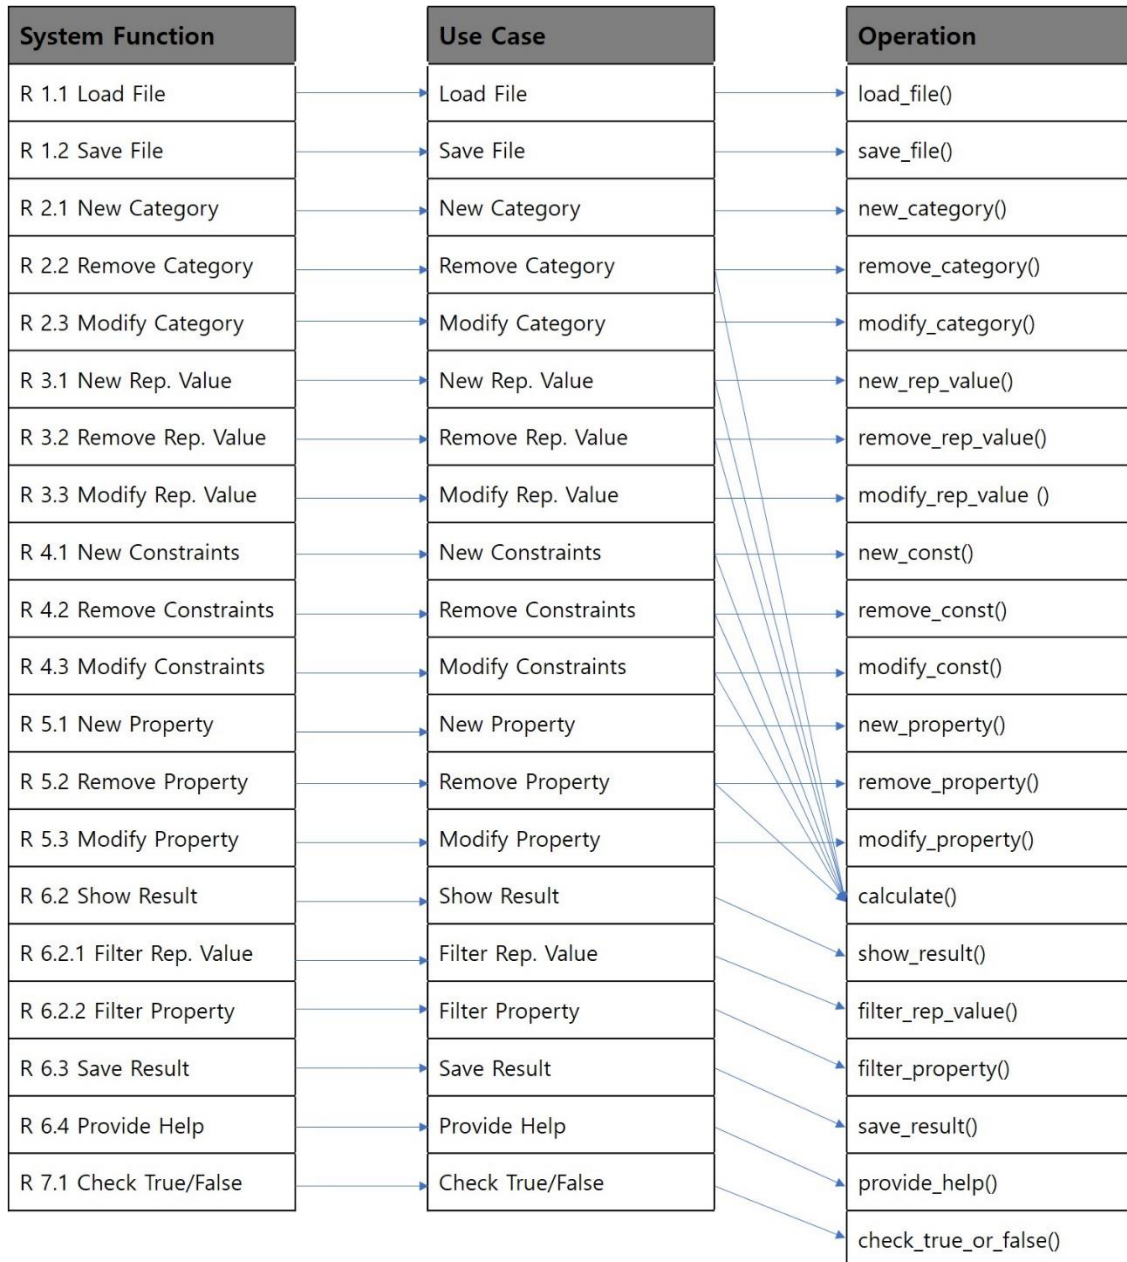 System Function Use Case Operation
R 1.1 Load File Load File load_file()
R 1.2 Save File Save File save_file()
R 2.1 New Category New Category new_category()
R 2.2 Remove Category Remove Category remove_category()
R 2.3 Modify Category Modify Category modify_category()
R 3.1 New Rep. Value New Rep. Value new_rep_value()
R 3.2 Remove Rep. Value Remove Rep. Value remove_rep_value()
R 3.3 Modify Rep. Value Modify Rep. Value modify_rep_value ()
R 4.1 New Constraints New Constraints new_const()
R 4.2 Remove Constraints Remove Constraints remove_const()
R 4.3 Modify Constraints Modify Constraints modify_const()
R 5.1 New Property New Property new_property()
R 5.2 Remove Property Remove Property remove_property()
R 5.3 Modify Property Modify Property modify_property()
R 6.2 Show Result Show Result calculate()
R 6.2.1 Filter Rep. Value Filter Rep. Value show_result()
R 6.2.2 Filter Property Filter Property filter_rep_value()
R 6.3 Save Result Save Result filter_property()
R 6.4 Provide Help Provide Help save_result()
R 7.1 Check True/False Check True/False provide_help()
check_true_or_false()